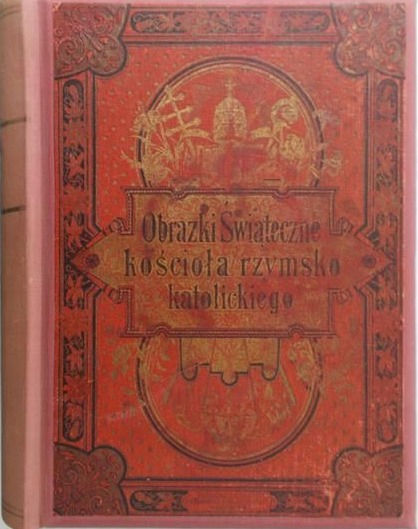 Obrazki Świąteczne
kościoła rzymsko
katolickiego